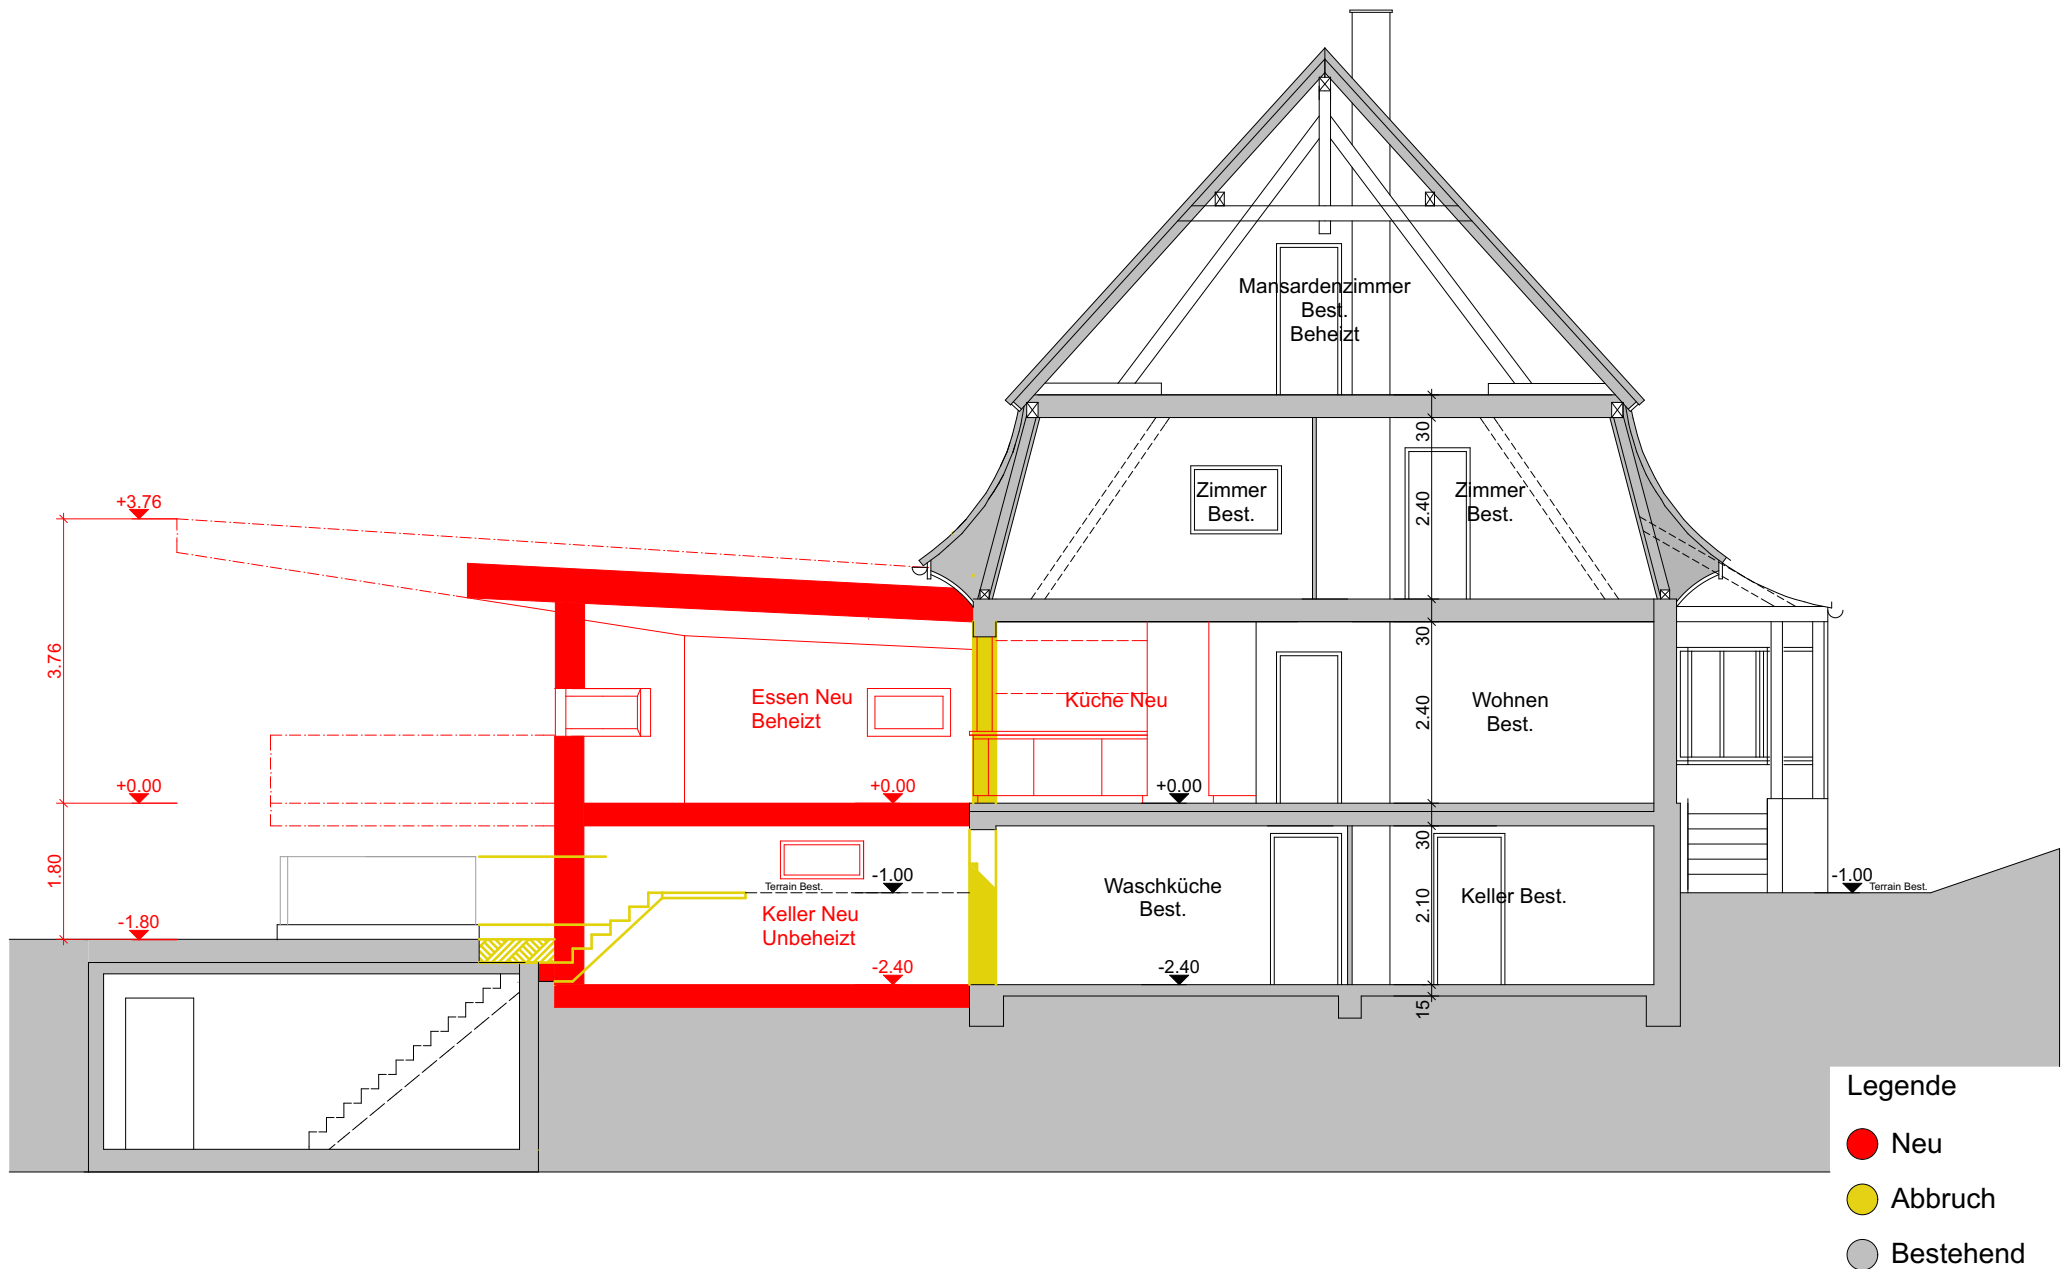 Mansardenzimmer
Best.
Beheizt
30
+3.76
Zimmer
Best.
2.40
Zimmer
Best.
30
3.76
Essen Neu
Beheizt
Küche Neu
2.40
Wohnen
Best.
+0.00
+0.00
+0.00
30
1.80
-1.00
Terrain Best.
Waschküche
Best.
2.10
Keller Best.
-1.00
Terrain Best.
-1.80
Keller Neu
Unbeheizt
-2.40
-2.40
15
Legende
Neu
Abbruch
Bestehend